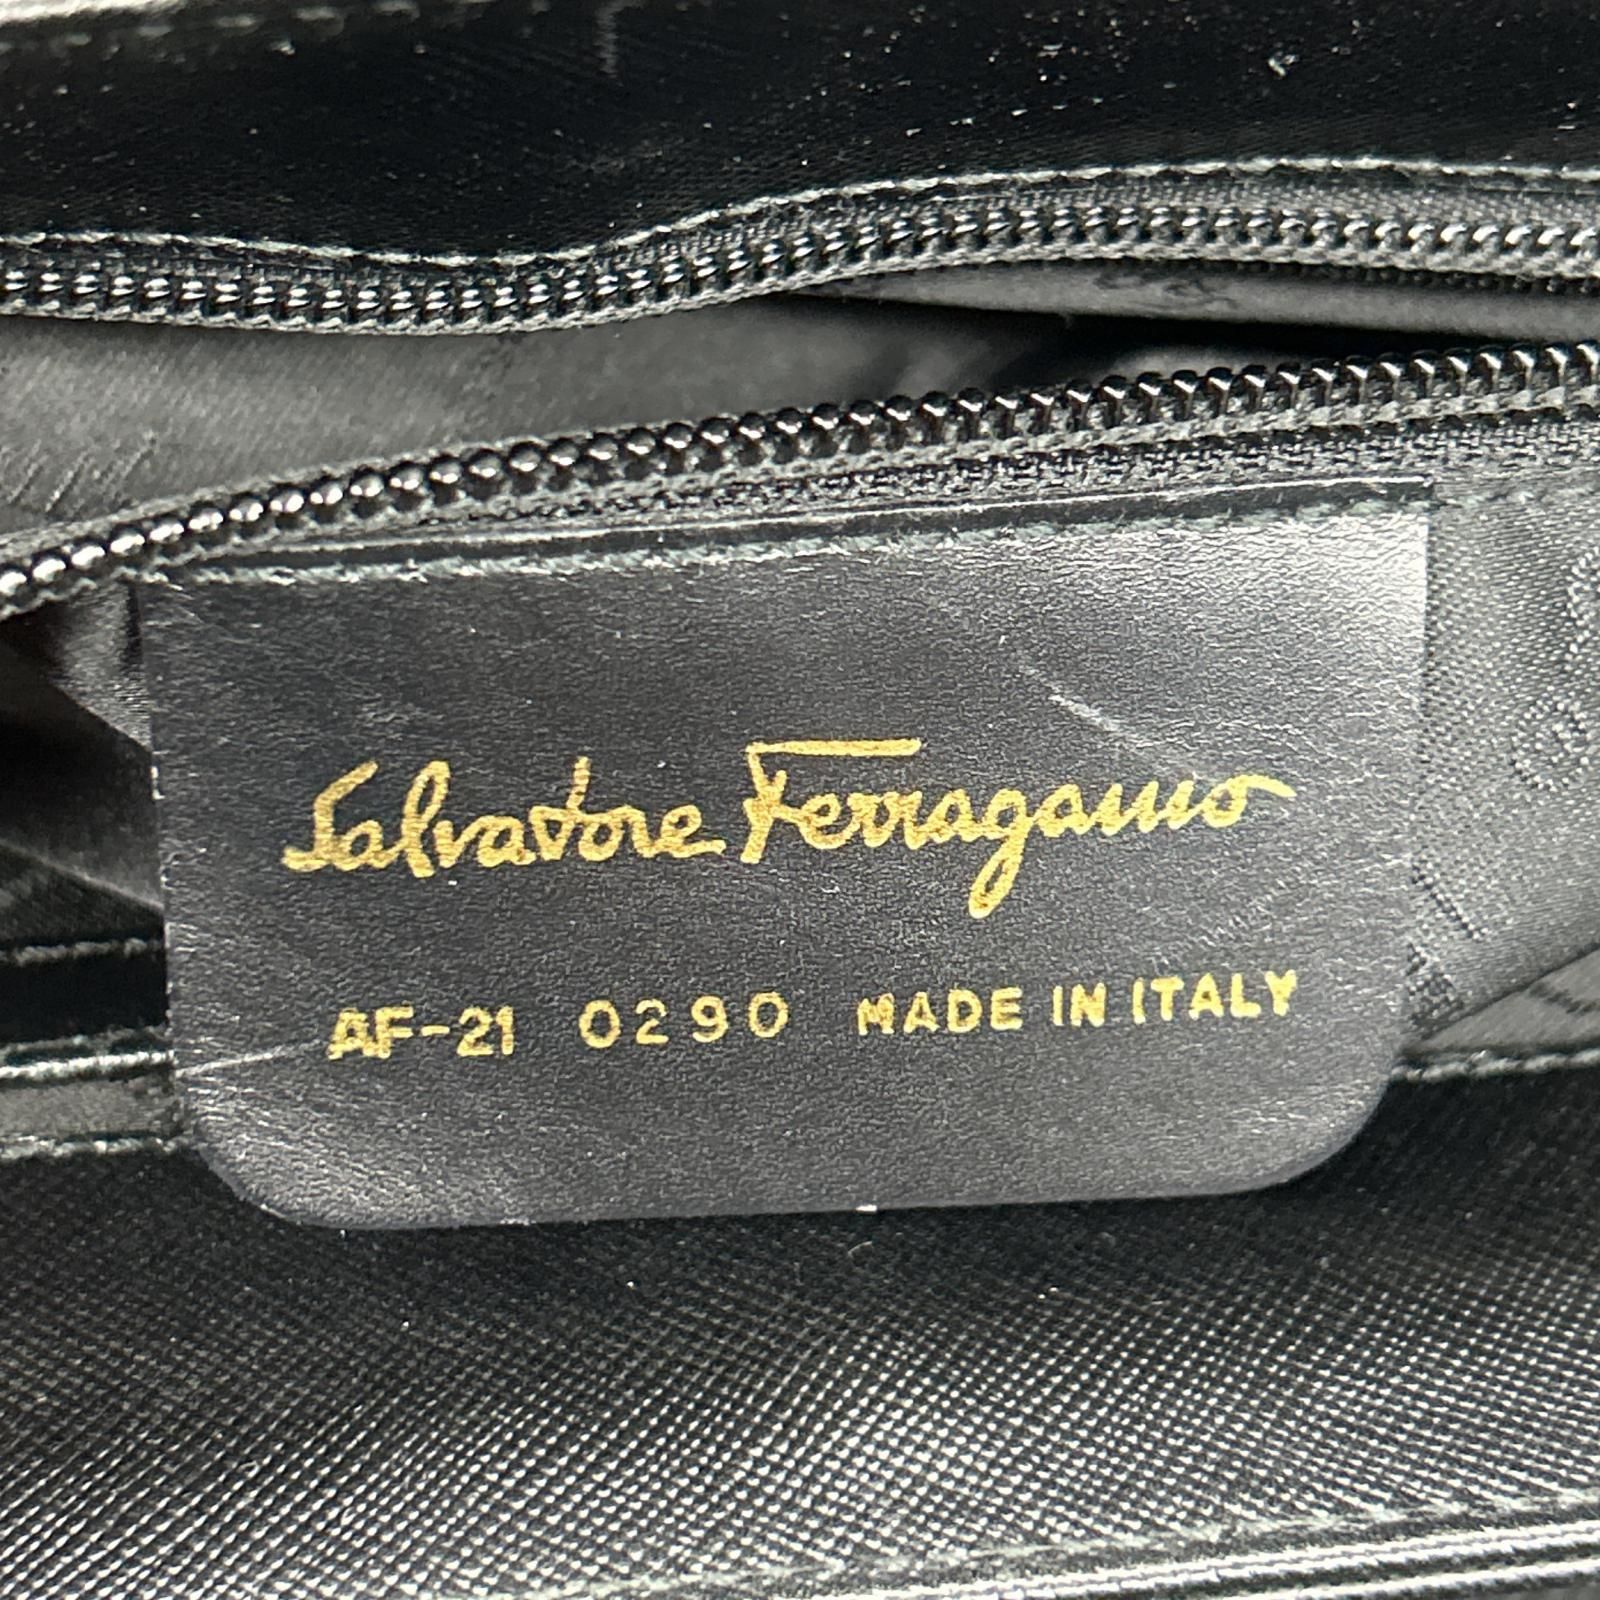 Salvatore Ferragamo
AF-21 0290 MADE IN ITALY